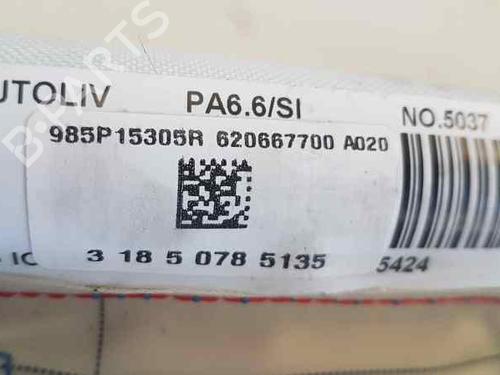 B-PARTS
UTOLIV PA6.6/SI NO.5037
985P15305R 620667700 A020
IC 3 18 5 078 5135 5424